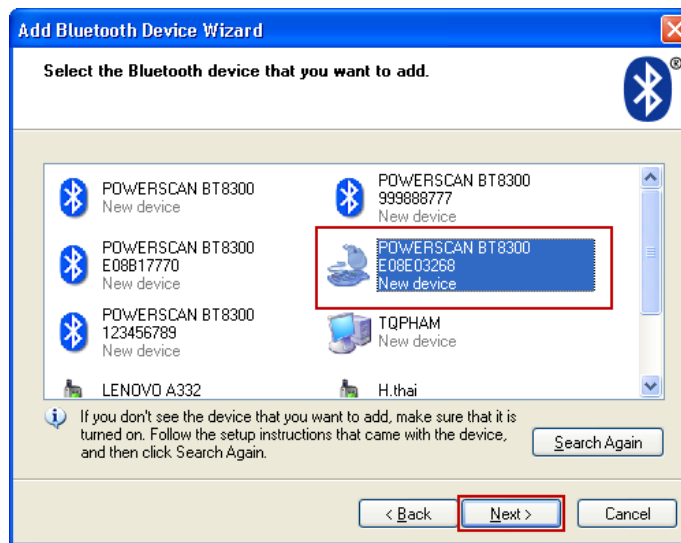 Add Bluetooth Device Wizard
Select the Bluetooth device that you want to add.
®
POWERSCAN BT8300
New device
POWERSCAN BT8300
999888777
New device
POWERSCAN BT8300
E08B17770
New device
POWERSCAN BT8300
E08E03268
New device
POWERSCAN BT8300
123456789
New device
TQPHAM
New device
LENOVO A332
H.thai
If you don't see the device that you want to add, make sure that it is
turned on. Follow the setup instructions that came with the device,
and then click Search Again.
Search Again
< Back
Next >
Cancel